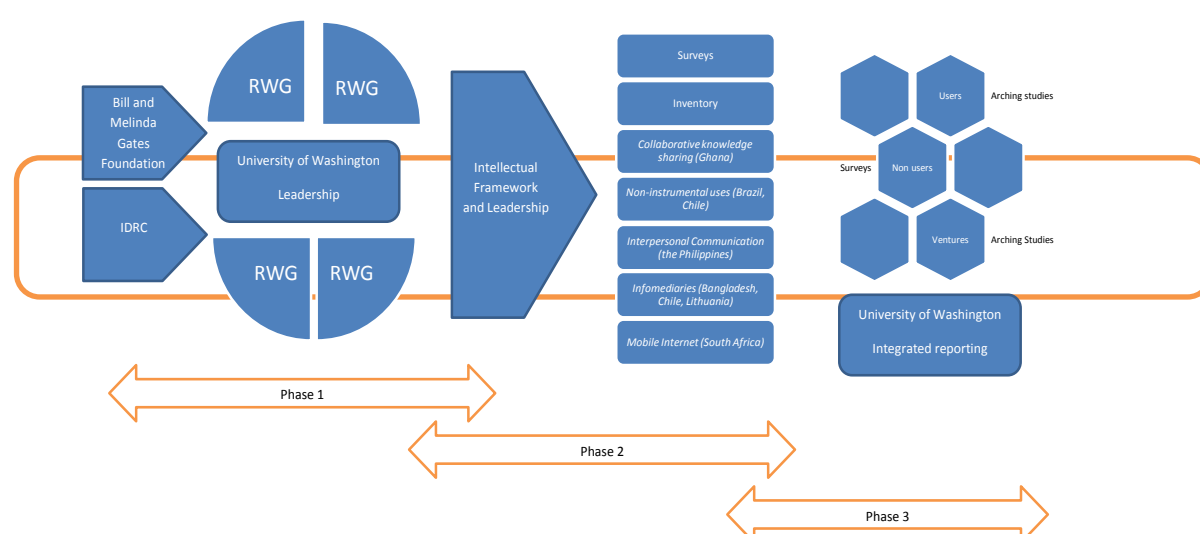 Bill and
Melinda
Gates
Foundation
IDRC
RWG
RWG
University of Washington
Leadership
RWG
RWG
Intellectual
Framework
and Leadership
Surveys
Inventory
Collaborative knowledge
sharing (Ghana)
Non-instrumental uses (Brazil,
Chile)
Interpersonal Communication
(the Philippines)
Infomediaries (Bangladesh,
Chile, Lithuania)
Mobile Internet (South Africa)
Users
Arching studies
Surveys
Non users
Ventures
Arching Studies
University of Washington
Integrated reporting
Phase 1
Phase 2
Phase 3